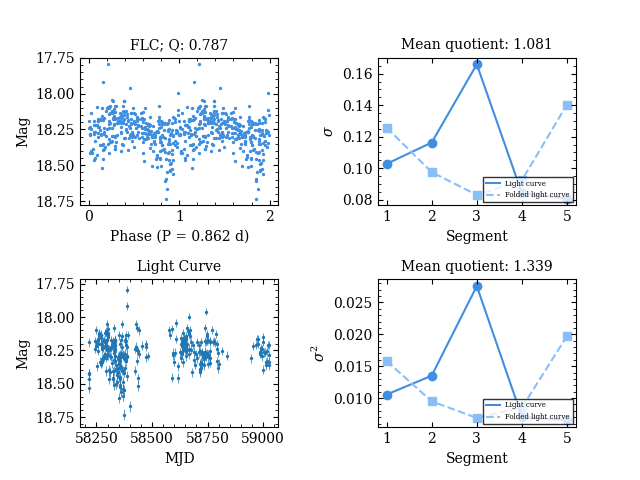 FLC; Q: 0.787
Mag
17.75
18.00
18.25
18.50
18.75
0
1
2
Phase (P = 0.862 d)
Mean quotient: 1.081
σ
0.16
0.14
0.12
0.10
0.08
1
2
3
4
5
Segment
Light curve
Folded light curve
Light Curve
Mag
17.75
18.00
18.25
18.50
18.75
58250
58500
58750
59000
MJD
Mean quotient: 1.339
σ²
0.025
0.020
0.015
0.010
1
2
3
4
5
Segment
Light curve
Folded light curve